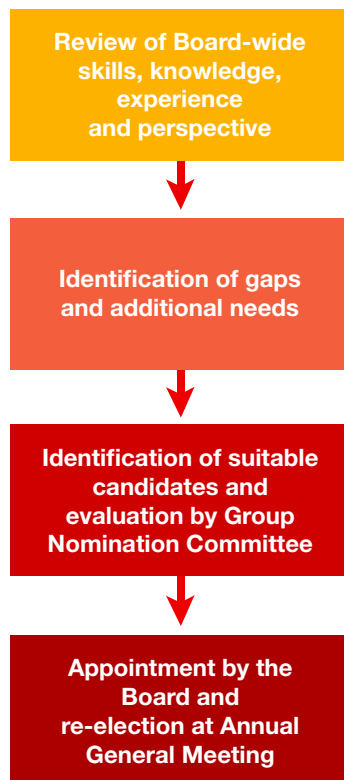 Review of Board-wide
skills, knowledge,
experience
and perspective
Identification of gaps
and additional needs
Identification of suitable
candidates and
evaluation by Group
Nomination Committee
Appointment by the
Board and
re-election at Annual
General Meeting